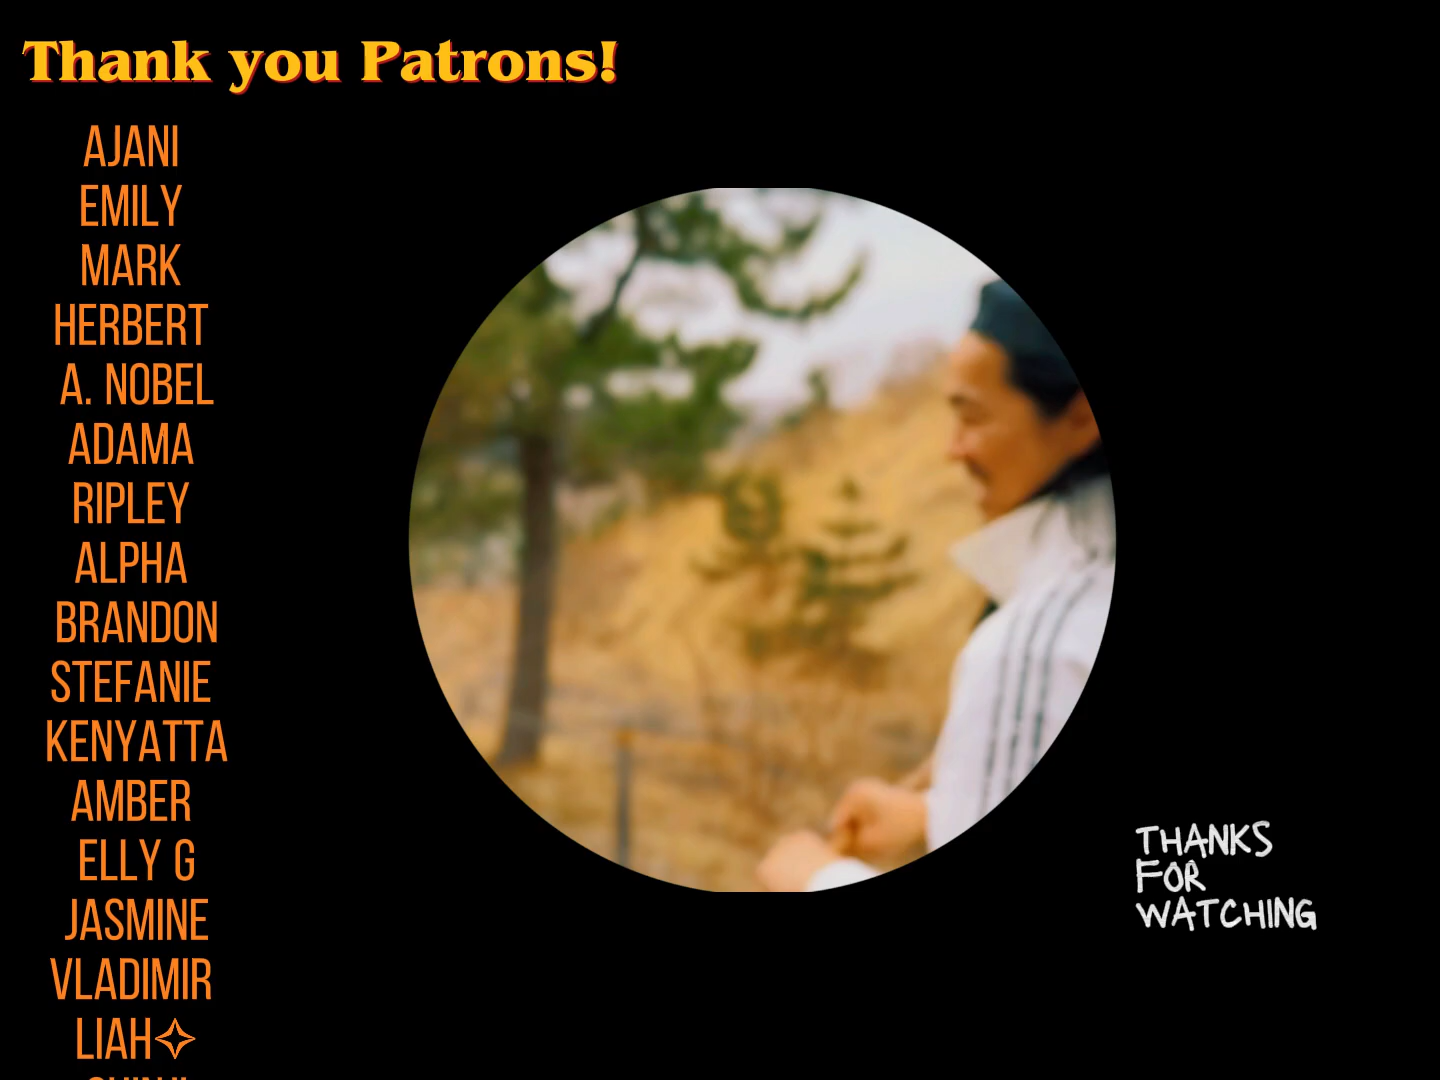 Thank you Patrons!
AJANI
EMILY
MARK
HERBERT
A. NOBEL
ADAMA
RIPLEY
ALPHA
BRANDON
STEFANIE
KENYATTA
AMBER
ELLY G
JASMINE
VLADIMIR
LIAH✧
THANKS
FOR
WATCHING